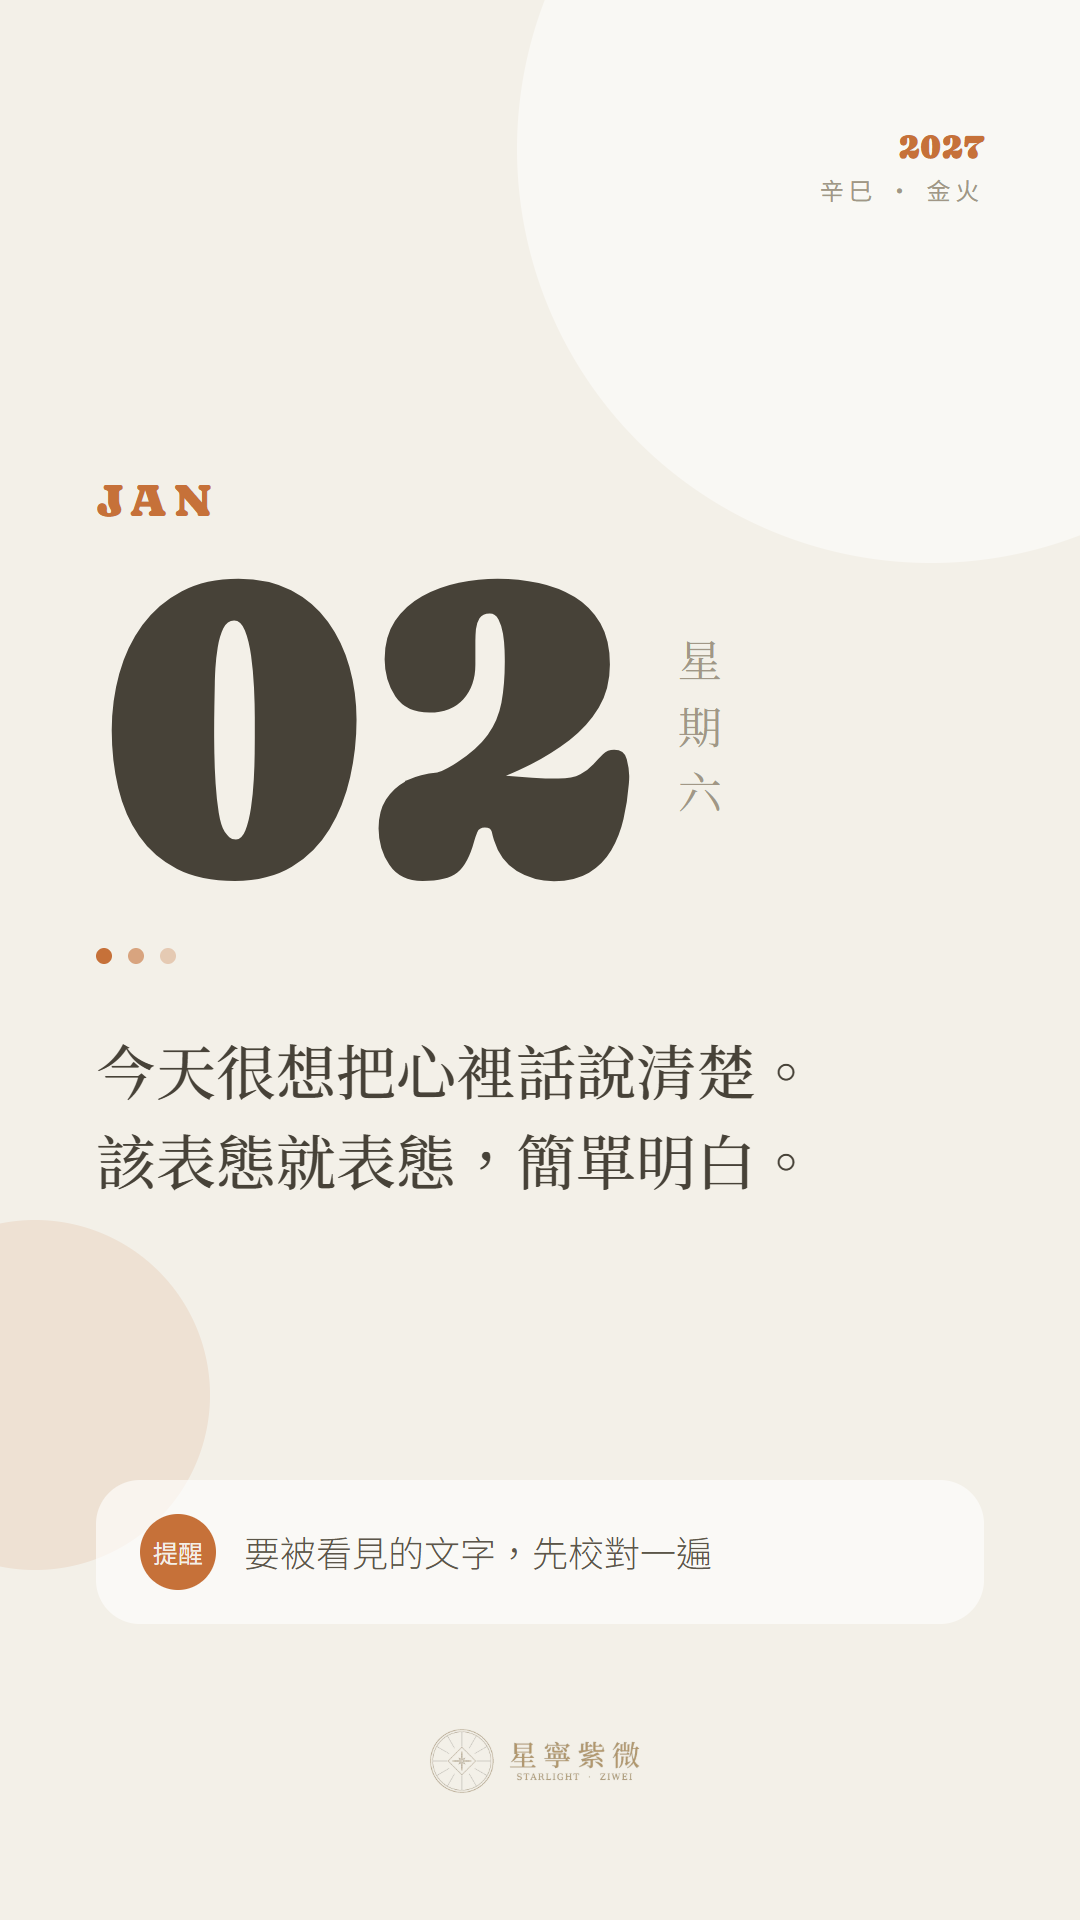 2027
辛巳 · 金火
JAN
02
星期六
今天很想把心裡話說清楚。
該表態就表態，簡單明白。
提醒 要被看見的文字，先校對一遍
星寧紫微
STARLIGHT · ZIWEI